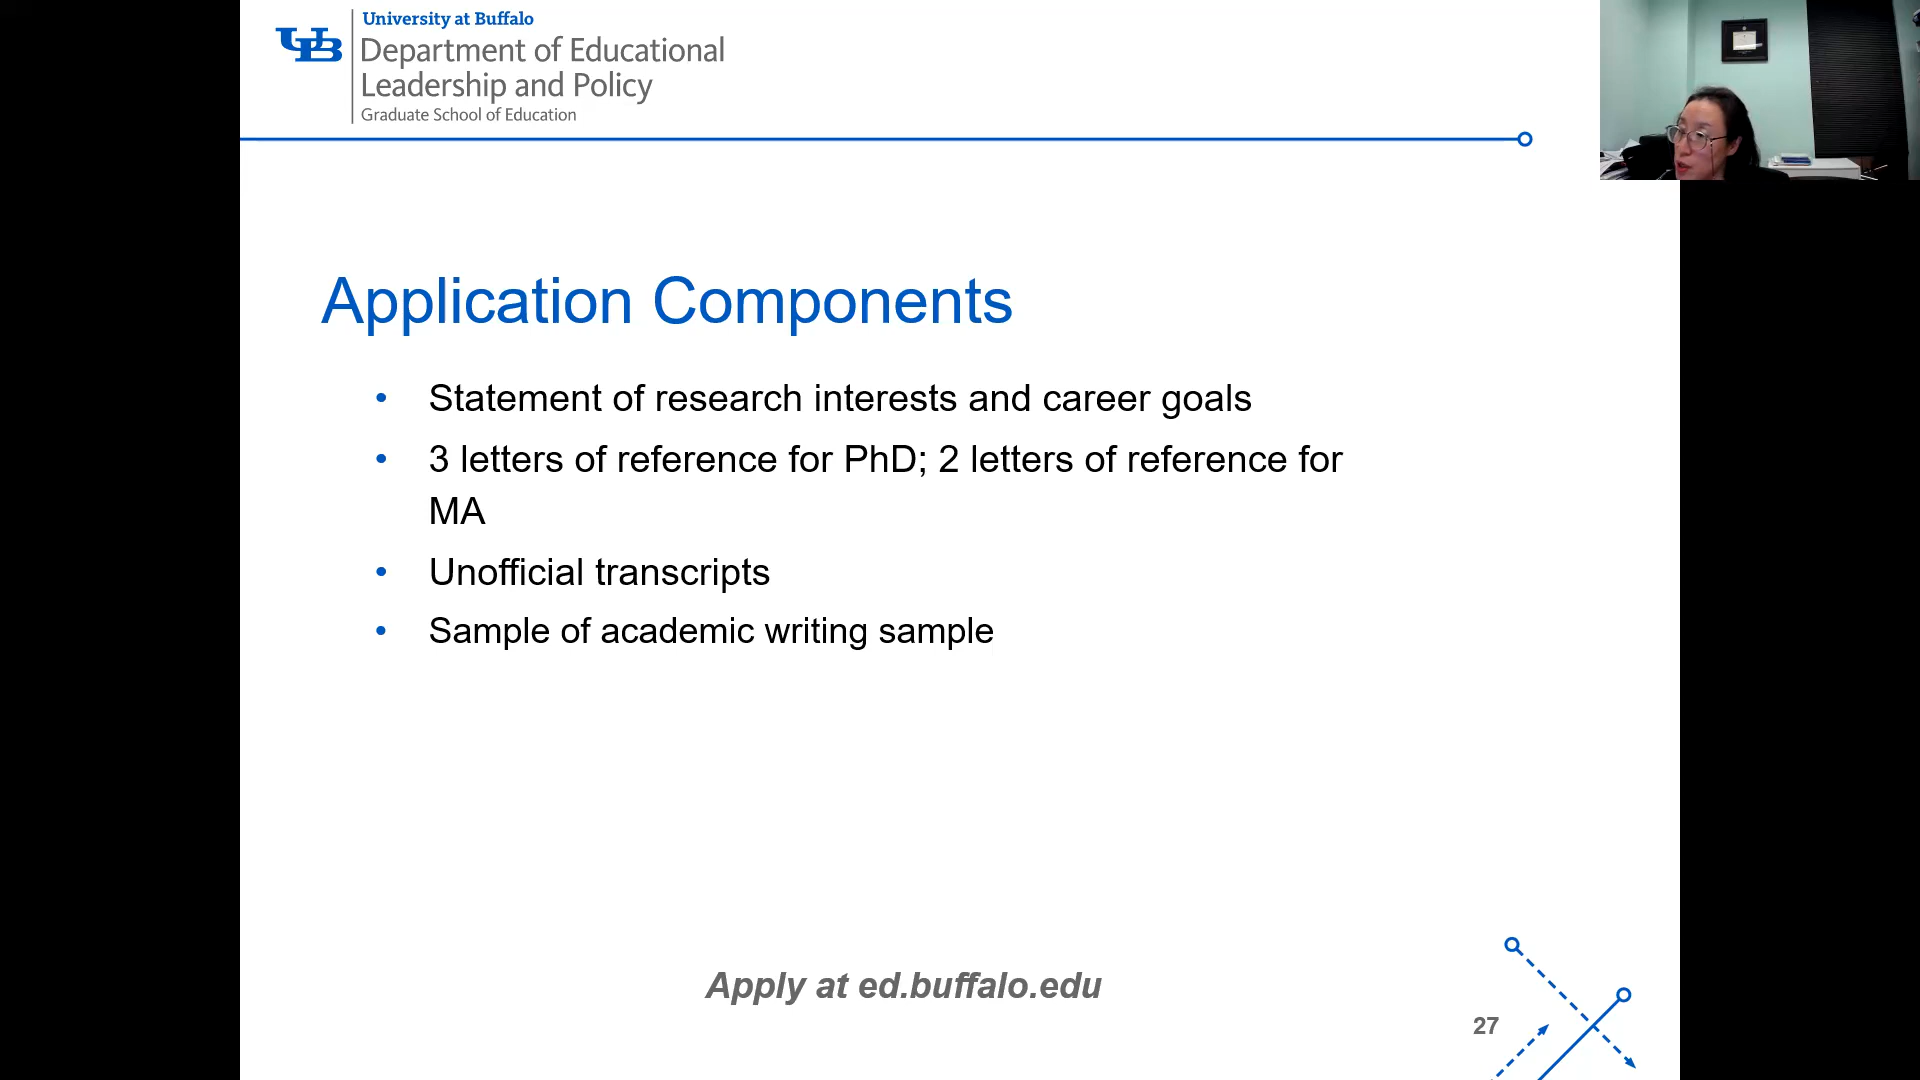 UB
University at Buffalo
Department of Educational
Leadership and Policy
Graduate School of Education
Application Components
• Statement of research interests and career goals
• 3 letters of reference for PhD; 2 letters of reference for
MA
• Unofficial transcripts
• Sample of academic writing sample
Apply at ed.buffalo.edu
27